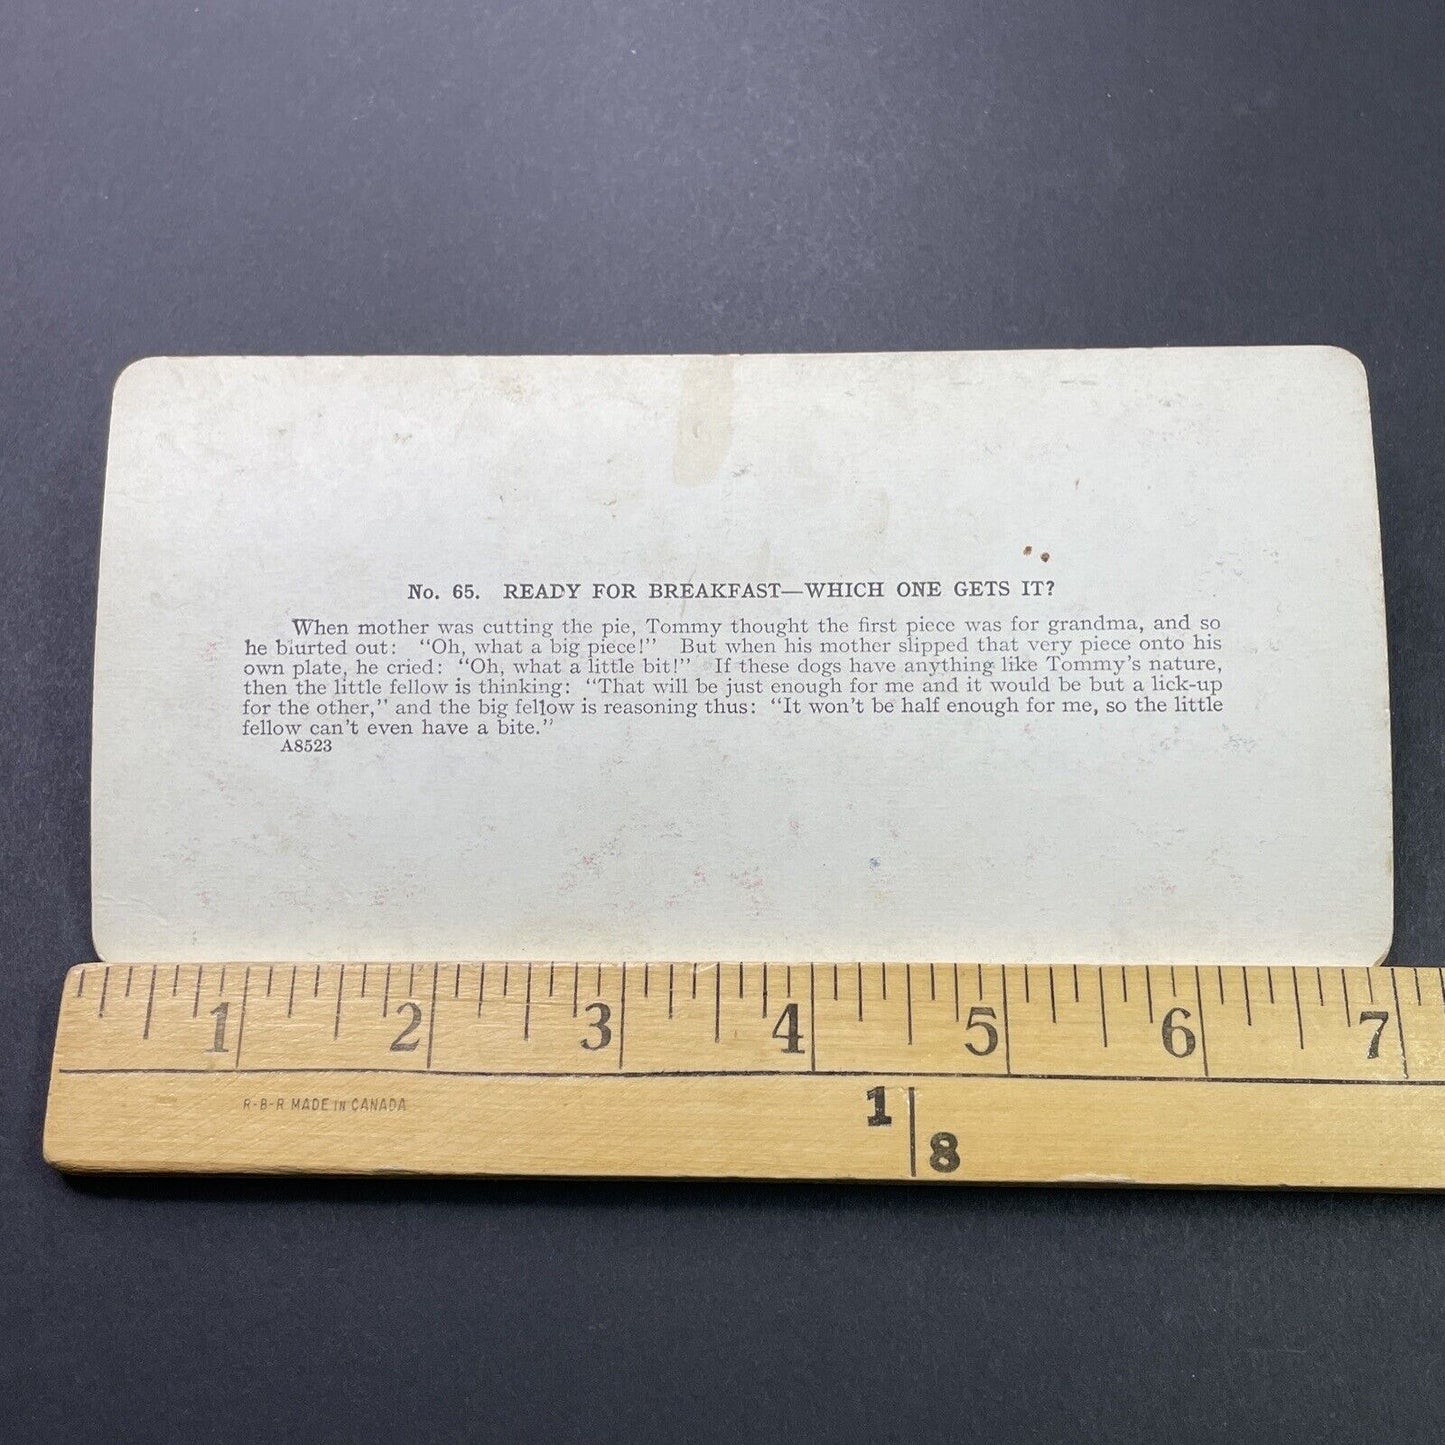 No. 65. READY FOR BREAKFAST—WHICH ONE GETS IT?
When mother was cutting the pie, Tommy thought the first piece was for grandma, and so
he blurted out: “Oh, what a big piece!” But when his mother slipped that very piece onto his
own plate, he cried: “Oh, what a little bit!” If these dogs have anything like Tommy’s nature,
then the little fellow is thinking: “That will be just enough for me and it would be but a lick-up
for the other,” and the big fellow is reasoning thus: “It won’t be half enough for me, so the little
fellow can’t even have a bite.”
A8523
1 2 3 4 5 6 7
R-B-R MADE IN CANADA
1
8